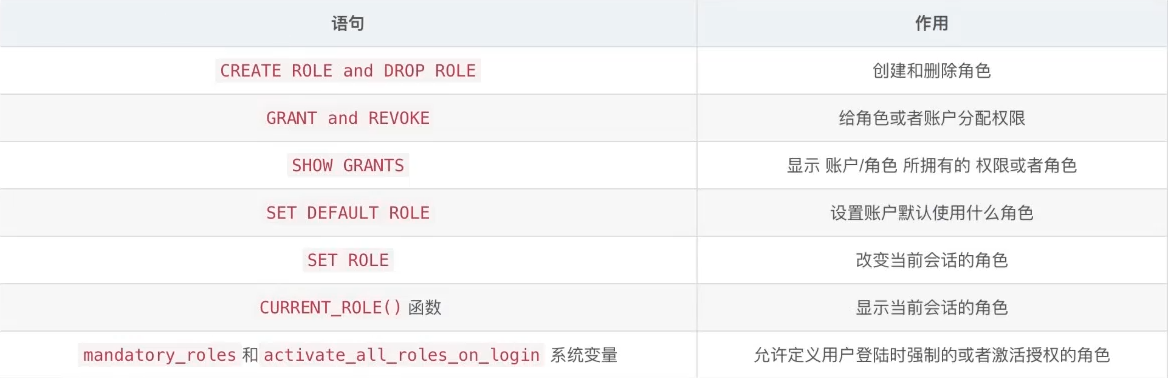 语句 作用
CREATE ROLE and DROP ROLE 创建和删除角色
GRANT and REVOKE 给角色或者账户分配权限
SHOW GRANTS 显示 账户/角色 所拥有的 权限或者角色
SET DEFAULT ROLE 设置账户默认使用什么角色
SET ROLE 改变当前会话的角色
CURRENT_ROLE() 函数 显示当前会话的角色
mandatory_roles 和 activate_all_roles_on_login 系统变量 允许定义用户登陆时强制的或者激活授权的角色